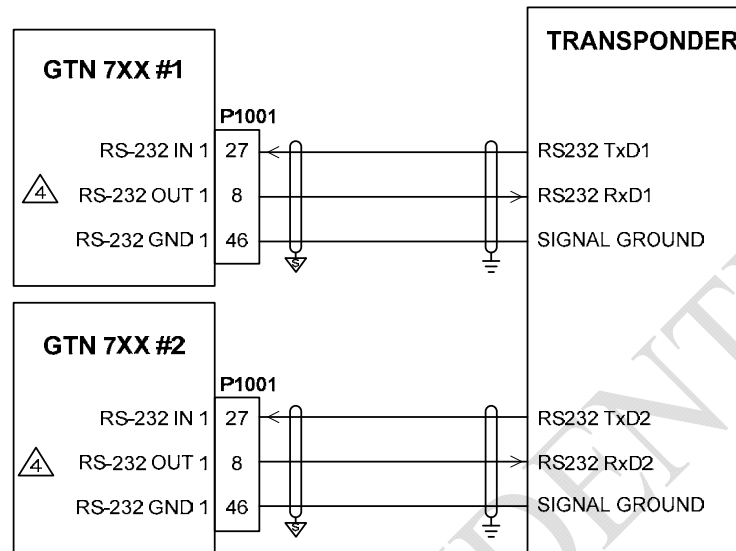 TRANSPONDER
GTN 7XX #1
P1001
RS-232 IN 1 27 RS232 TxD1
4 RS-232 OUT 1 8 RS232 RxD1
RS-232 GND 1 46 SIGNAL GROUND
S
GTN 7XX #2
P1001
RS-232 IN 1 27 RS232 TxD2
4 RS-232 OUT 1 8 RS232 RxD2
RS-232 GND 1 46 SIGNAL GROUND
S
DENT